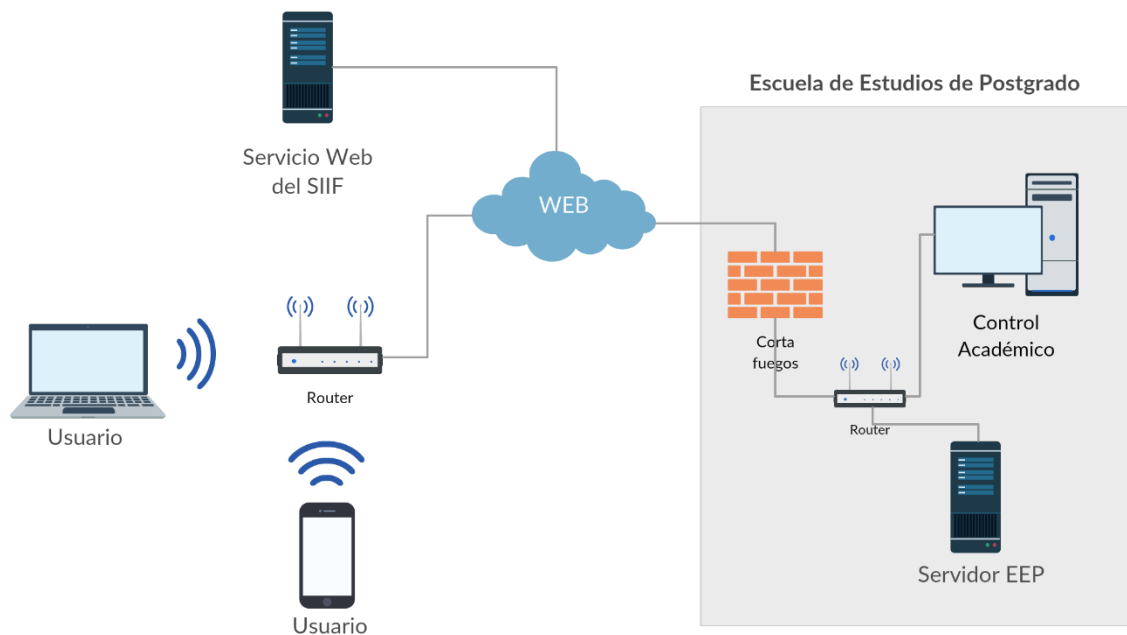 Escuela de Estudios de Postgrado
Servicio Web
del SIIF
WEB
Corta
fuegos
Control
Académico
Router
Router
Usuario
Servidor EEP
Usuario